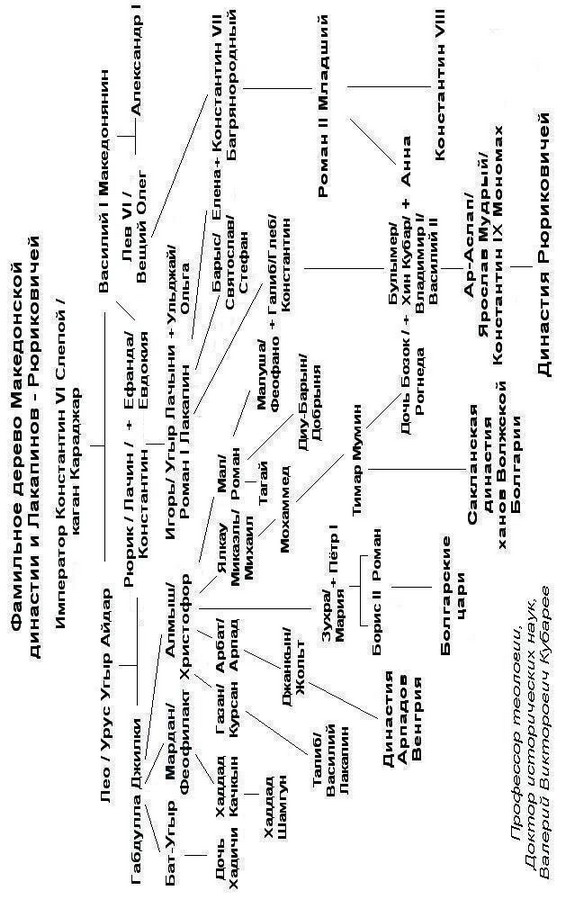 Фамильное дерево Македонской
династии и Лакапинов - Рюриковичей
Император Константин VI Слепой /
каган Караджар
Лео / Урус Угыр Айдар
Василий I Македонянин
Габдулла Джилки
Рюрик / Лачин / + Ефанда/
Константин Евдокия
Лев VI /
Вещий Олег
Александр I
Бат-Угыр
Мардан/
Феофилакт
Алмыш/
Христофор
Игорь/ Угыр Лачыни + Ульджай/
Роман I Лакапин Ольга
Дочь
Хадичи
Хаддад
Качкын
Газан/
Курсан
Арбат/
Арпад
Ялкау
Микаэль/
Михаил
Мал/
Роман
Тагай
Малуша/
Феофано
+ Галиб/Глеб/
Константин
Барыс/
Святослав/
Стефан
Елена + Константин VII
Багрянородный
Хаддад
Шамгун
Джанкын/
Жольт
Мохаммед
Диу-Барын/
Добрыня
Талиб/
Василий
Лакапин
Зухра/ + Пётр I
Мария
Роман II Младший
Тимар Мумин
Борис II Роман
Династия
Арпадов
Венгрия
Дочь Бозок/ +
Рогнеда
Булымер/
Хин Кубар/ + Анна
Владимир I/
Василий II
Константин VIII
Болгарские
цари
Сакланская
династия
ханов Волжской
Болгарии
Ар-Аслап/
Ярослав Мудрый/
Константин IX Мономах
Династия Рюриковичей
Профессор теологии,
Доктор исторических наук,
Валерий Викторович Кубарев